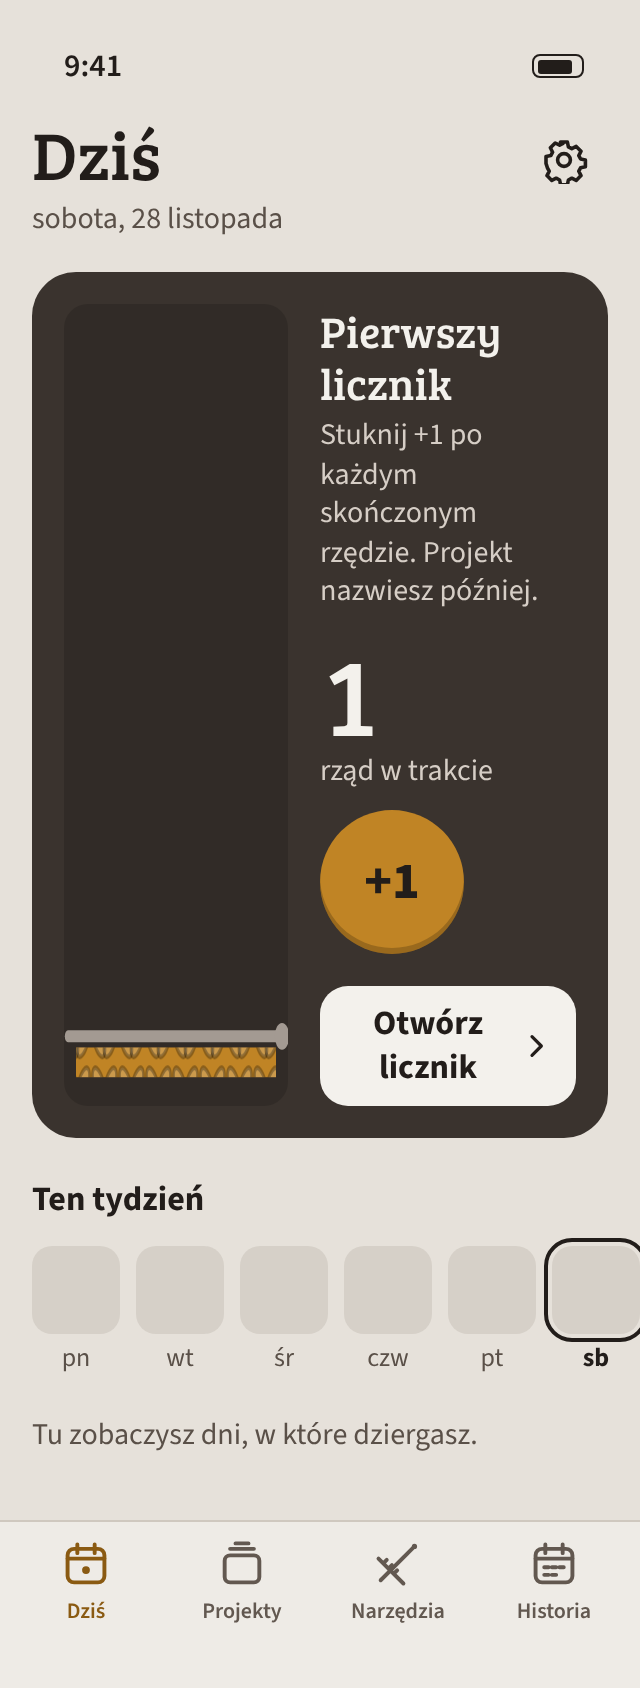 9:41
Dziś
sobota, 28 listopada
Pierwszy
licznik
Stuknij +1 po
każdym
skończonym
rzędzie. Projekt
nazwiesz później.
1
rząd w trakcie
+1
Otwórz
licznik
Ten tydzień
pn wt śr czw pt sb
Tu zobaczysz dni, w które dziergasz.
Dziś Projekty Narzędzia Historia